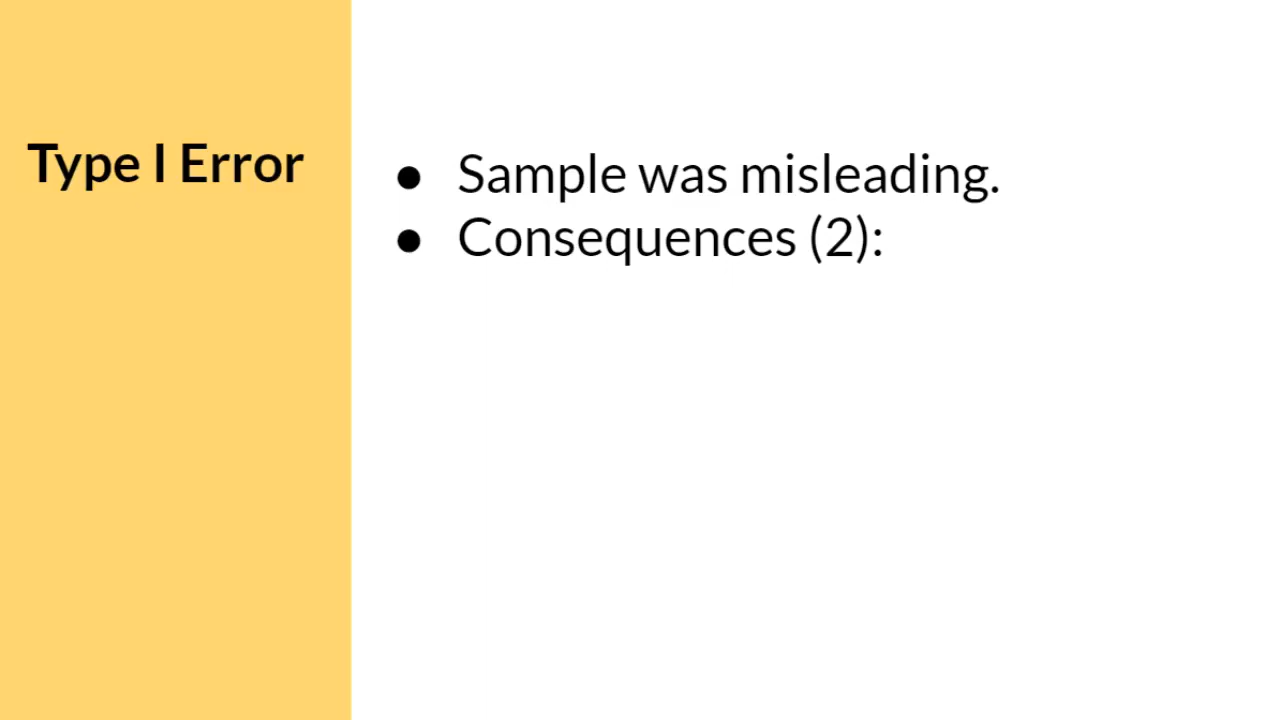 Type I Error
● Sample was misleading.
● Consequences (2):